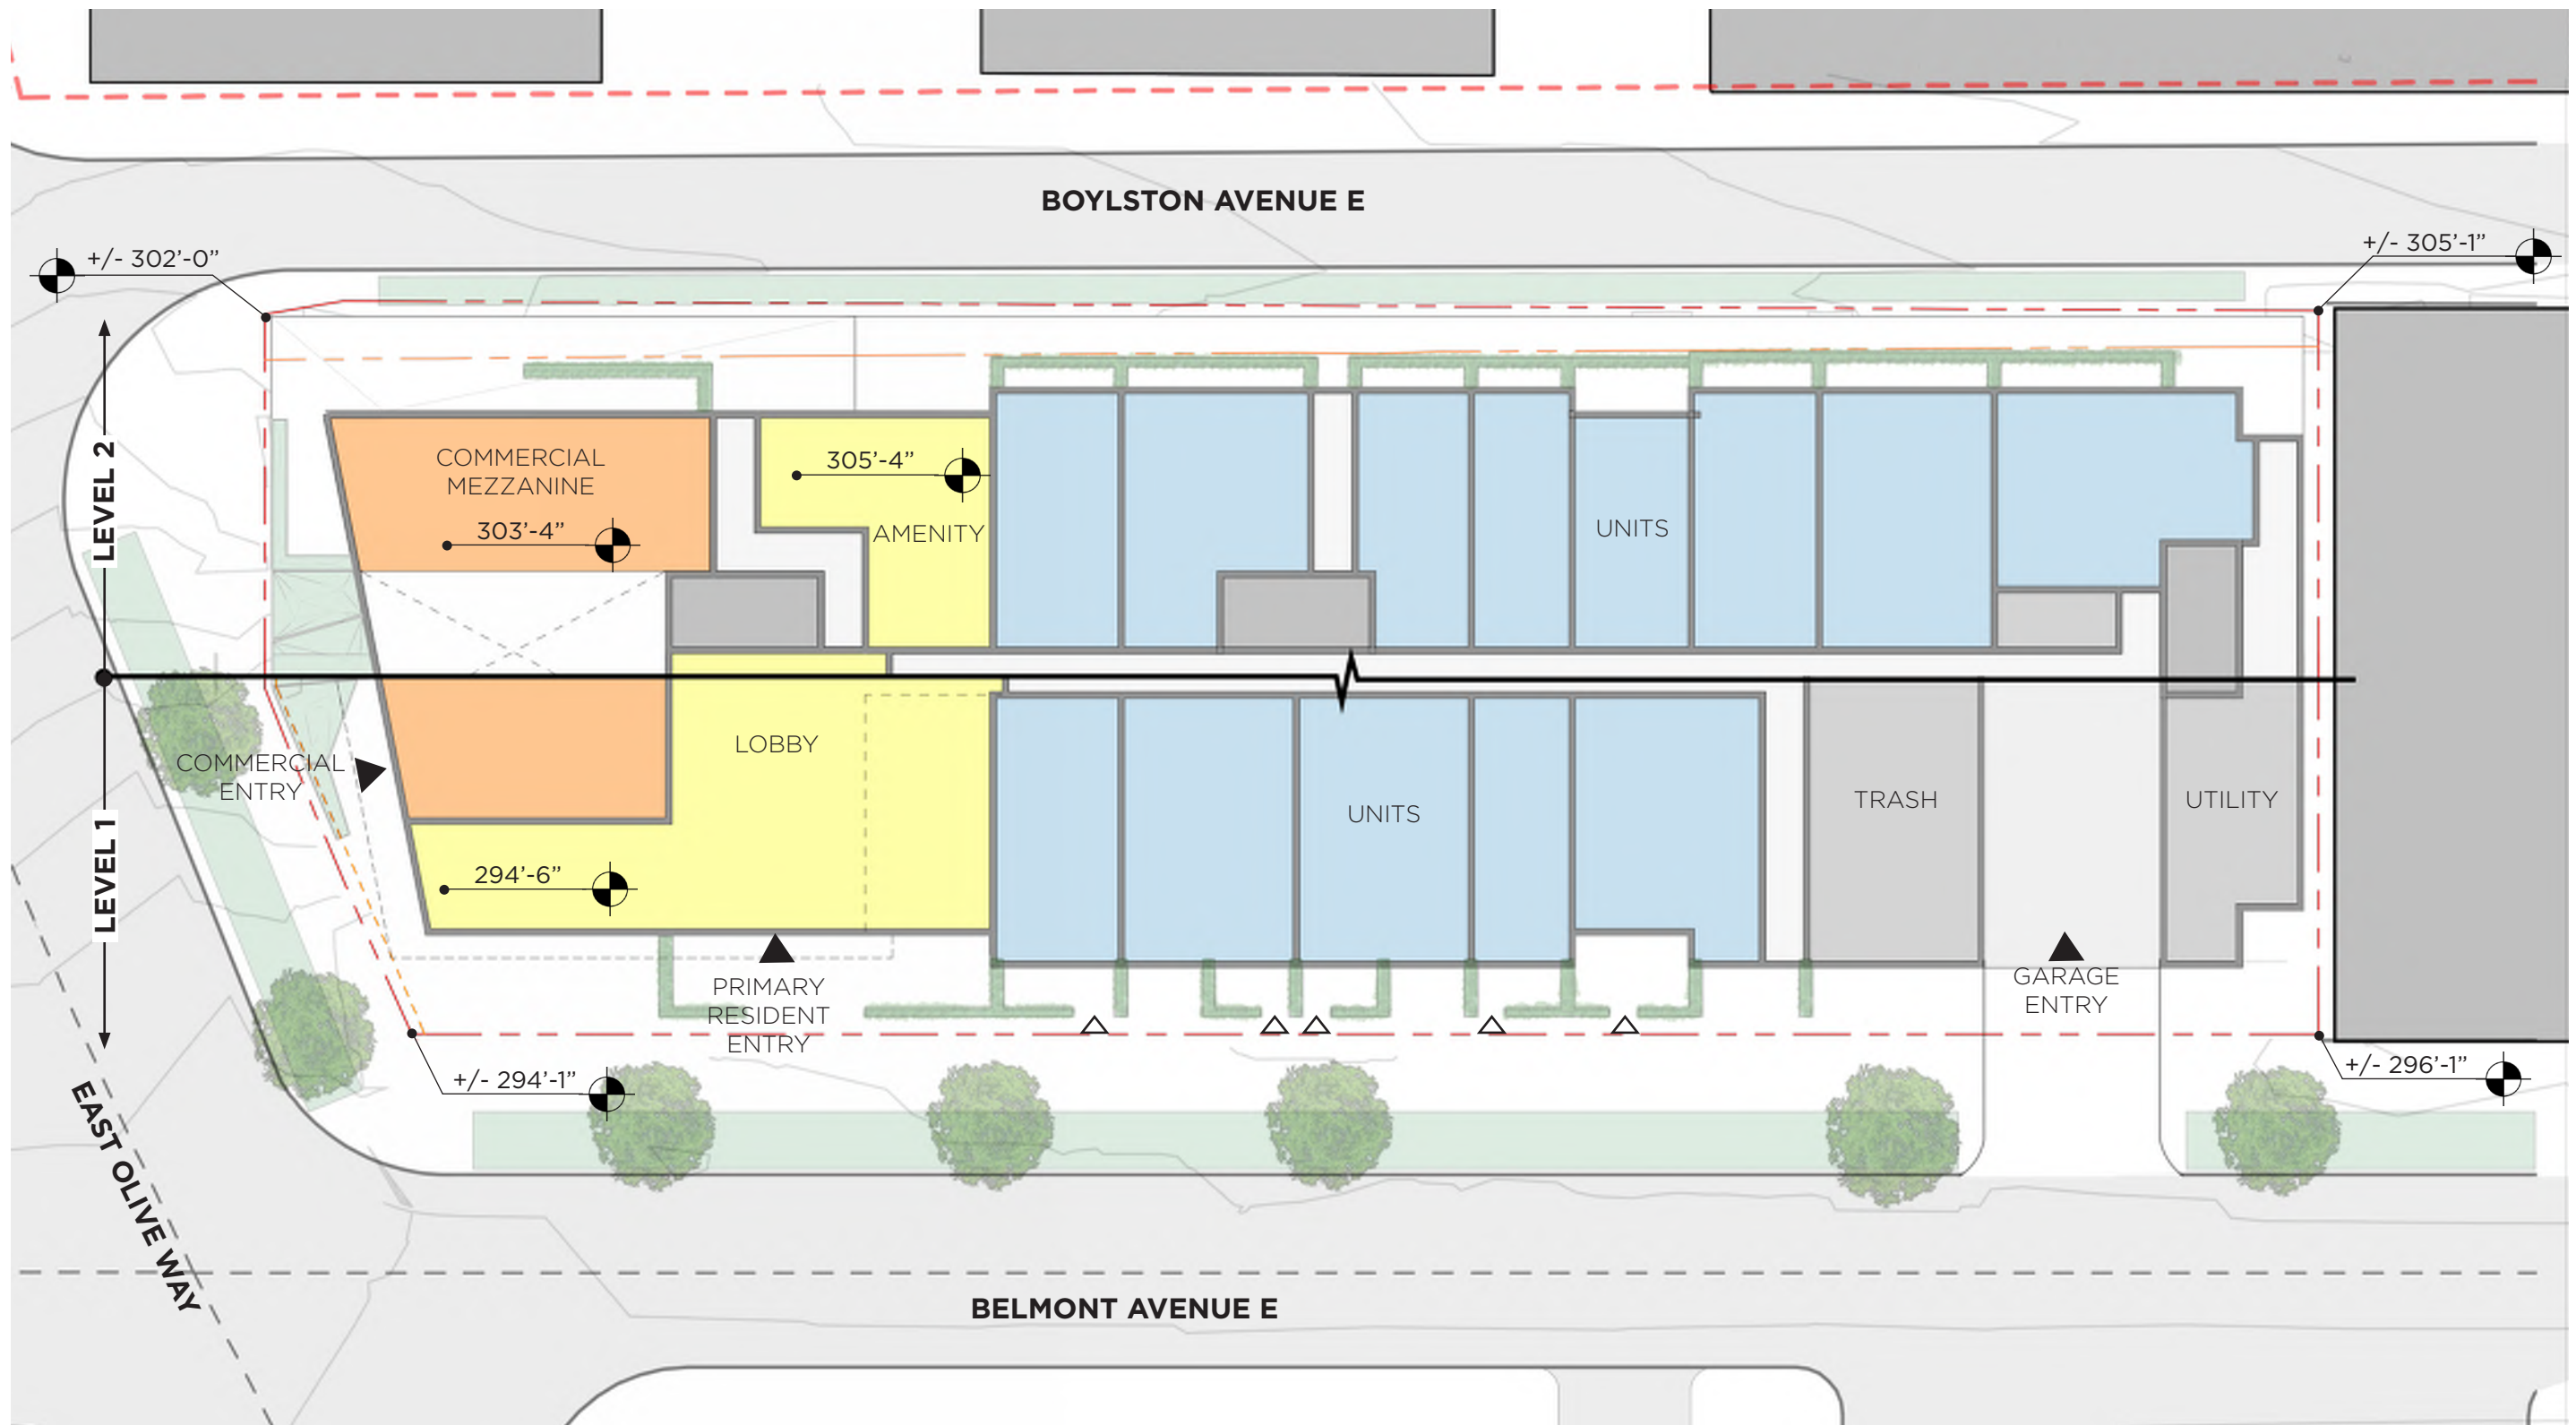 BOYLSTON AVENUE E
+/- 302’-0”
+/- 305’-1”
LEVEL 2
COMMERCIAL
MEZZANINE
303’-4”
305’-4”
AMENITY
UNITS
COMMERCIAL
ENTRY
LOBBY
UNITS
TRASH
UTILITY
LEVEL 1
294’-6”
PRIMARY
RESIDENT
ENTRY
GARAGE
ENTRY
+/- 294’-1”
+/- 296’-1”
EAST OLIVE WAY
BELMONT AVENUE E